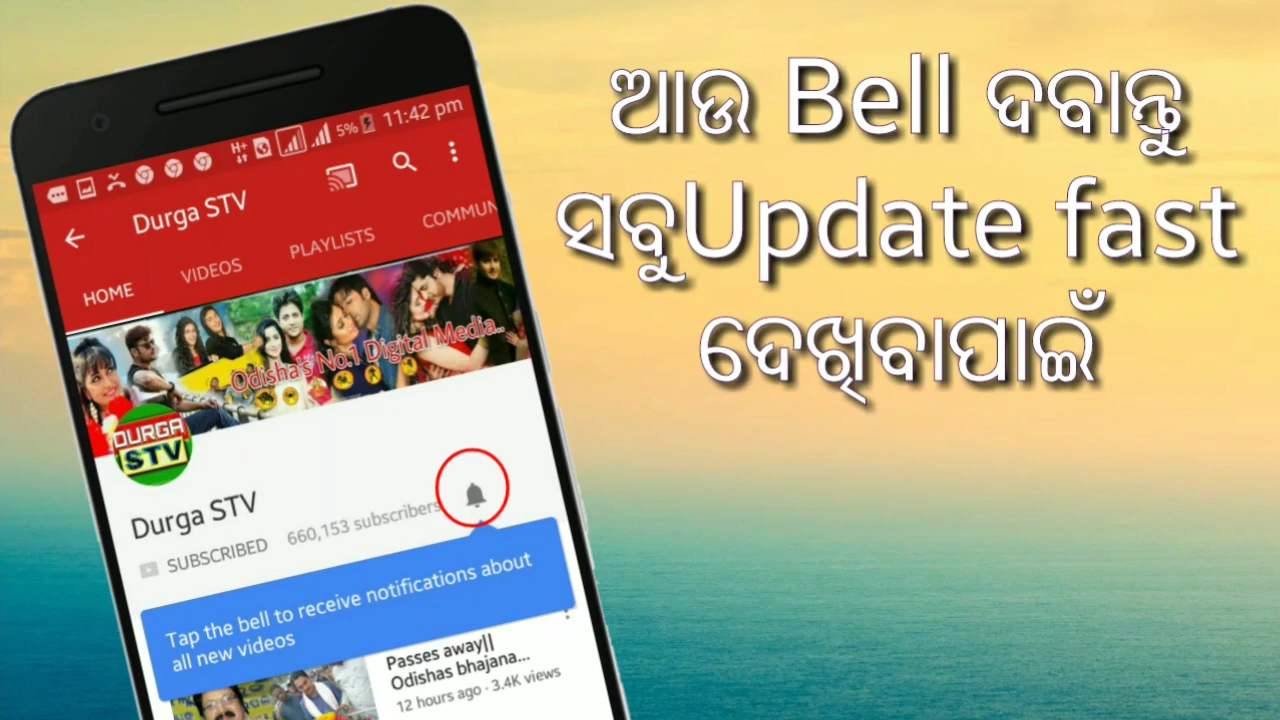 ଆଉ Bell ଦବାନ୍ତୁ
ସବୁUpdate fast
ଦେଖିବାପାଇଁ
H+ 5% 11:42 pm
Durga STV
HOME VIDEOS PLAYLISTS COMMUN
Odisha's No.1 Digital Media..
DURGA
STV
Durga STV
SUBSCRIBED 660,153 subscribers
Tap the bell to receive notifications about
all new videos
Passes away||
Odishas bhajana...
12 hours ago · 3.4K views